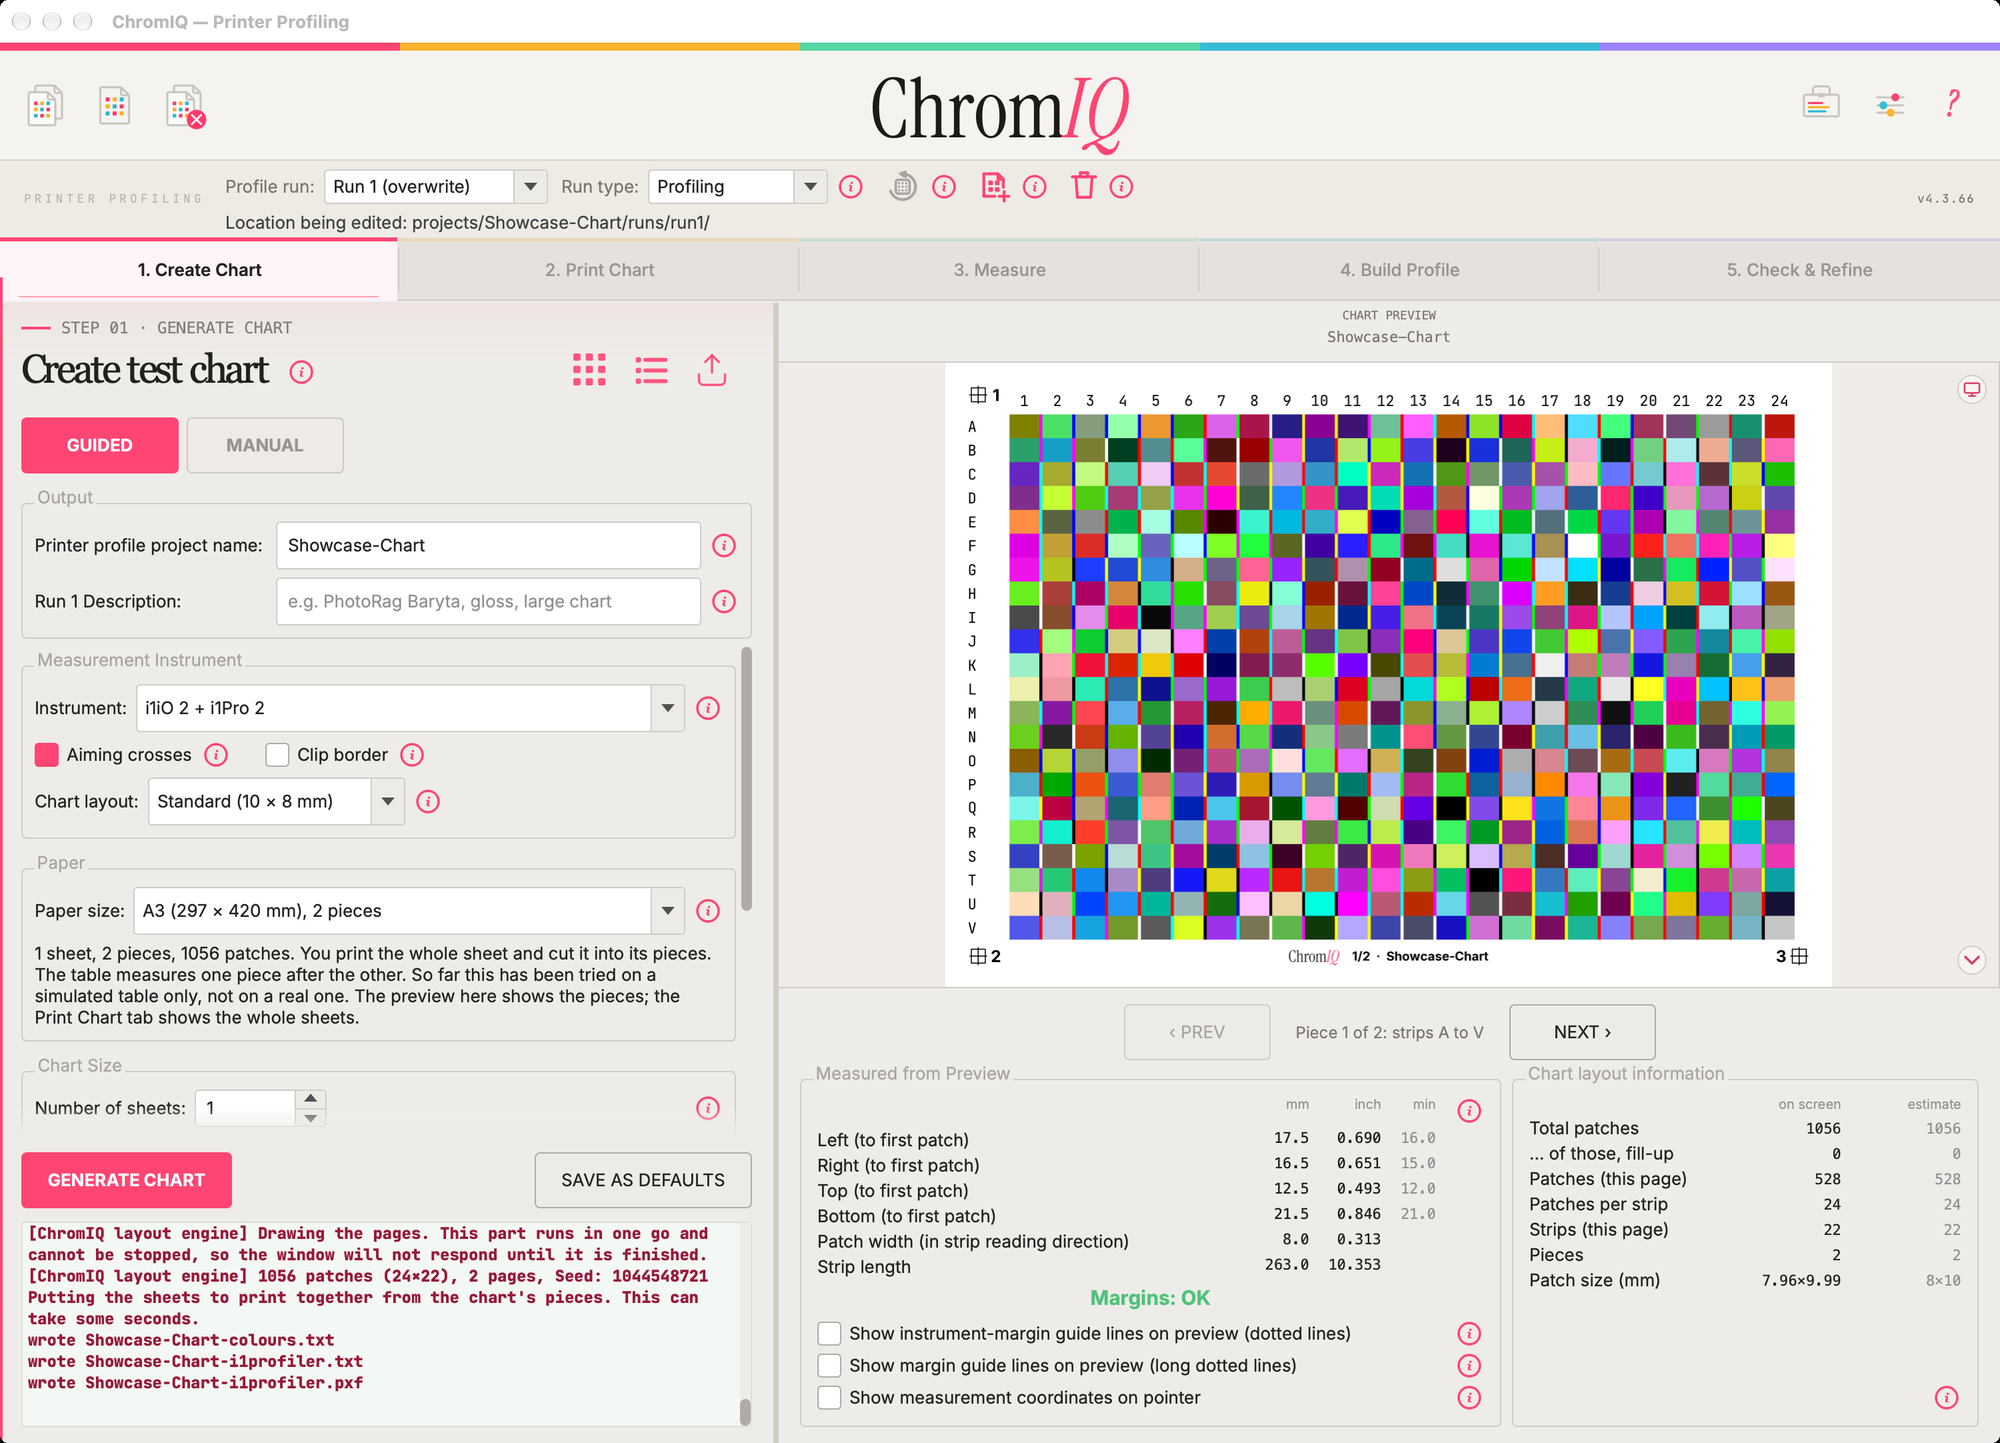 ChromIQ — Printer Profiling
ChromIQ
PRINTER PROFILING
Profile run: Run 1 (overwrite) Run type: Profiling
Location being edited: projects/Showcase-Chart/runs/run1/
v4.3.66
1. Create Chart
2. Print Chart
3. Measure
4. Build Profile
5. Check & Refine
STEP 01 · GENERATE CHART
Create test chart
GUIDED
MANUAL
Output
Printer profile project name: Showcase-Chart
Run 1 Description: e.g. PhotoRag Baryta, gloss, large chart
Measurement Instrument
Instrument: i1iO 2 + i1Pro 2
Aiming crosses Clip border
Chart layout: Standard (10 × 8 mm)
Paper
Paper size: A3 (297 × 420 mm), 2 pieces
1 sheet, 2 pieces, 1056 patches. You print the whole sheet and cut it into its pieces.
The table measures one piece after the other. So far this has been tried on a
simulated table only, not on a real one. The preview here shows the pieces; the
Print Chart tab shows the whole sheets.
Chart Size
Number of sheets: 1
GENERATE CHART
SAVE AS DEFAULTS
[ChromIQ layout engine] Drawing the pages. This part runs in one go and
cannot be stopped, so the window will not respond until it is finished.
[ChromIQ layout engine] 1056 patches (24×22), 2 pages, Seed: 1044548721
Putting the sheets to print together from the chart's pieces. This can
take some seconds.
wrote Showcase-Chart-colours.txt
wrote Showcase-Chart-i1profiler.txt
wrote Showcase-Chart-i1profiler.pxf
CHART PREVIEW
Showcase-Chart
1
1 2 3 4 5 6 7 8 9 10 11 12 13 14 15 16 17 18 19 20 21 22 23 24
A
B
C
D
E
F
G
H
I
J
K
L
M
N
O
P
Q
R
S
T
U
V
2
ChromIQ 1/2 · Showcase-Chart
3
‹ PREV
Piece 1 of 2: strips A to V
NEXT ›
Measured from Preview
mm inch min
Left (to first patch) 17.5 0.690 16.0
Right (to first patch) 16.5 0.651 15.0
Top (to first patch) 12.5 0.493 12.0
Bottom (to first patch) 21.5 0.846 21.0
Patch width (in strip reading direction) 8.0 0.313
Strip length 263.0 10.353
Margins: OK
Show instrument-margin guide lines on preview (dotted lines)
Show margin guide lines on preview (long dotted lines)
Show measurement coordinates on pointer
Chart layout information
on screen estimate
Total patches 1056 1056
... of those, fill-up 0 0
Patches (this page) 528 528
Patches per strip 24 24
Strips (this page) 22 22
Pieces 2 2
Patch size (mm) 7.96×9.99 8×10